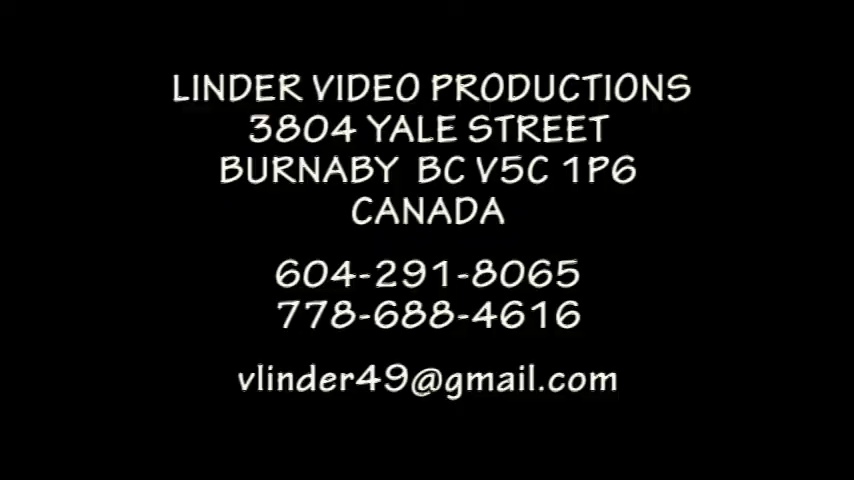 LINDER VIDEO PRODUCTIONS
3804 YALE STREET
BURNABY BC V5C 1P6
CANADA
604-291-8065
778-688-4616
vlinder49@gmail.com